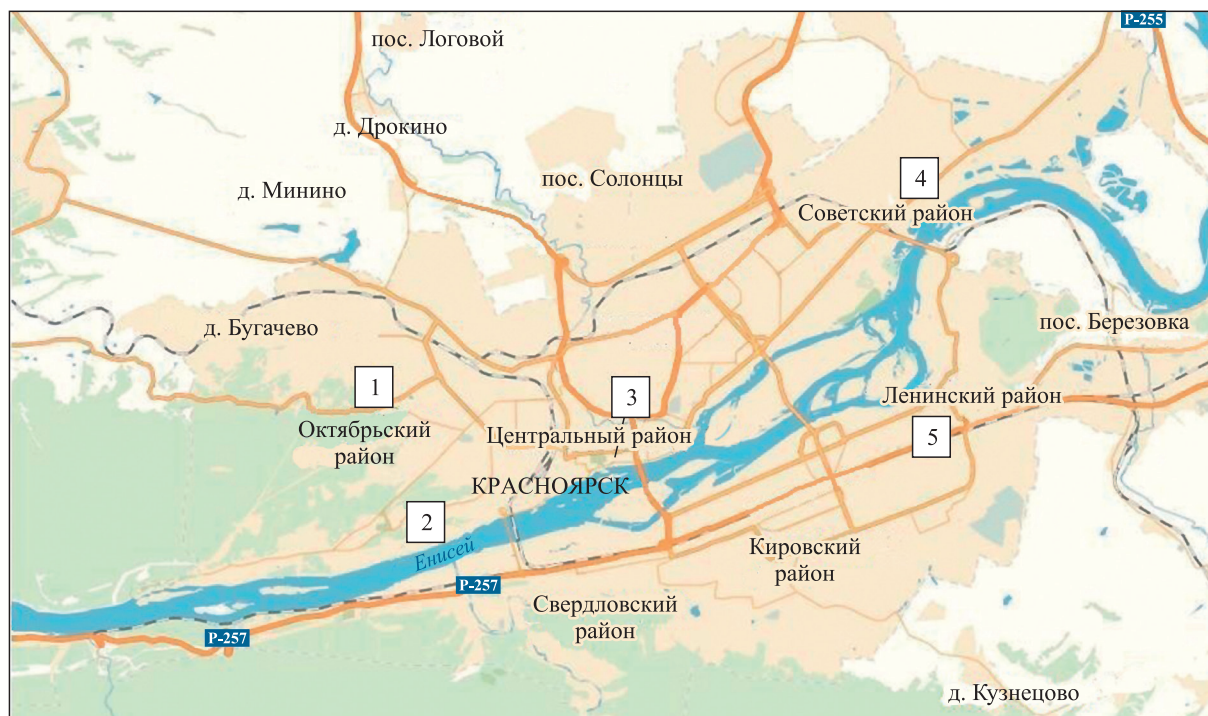 Р-255
пос. Логовой
д. Дрокино
пос. Солонцы
д. Минино
4
Советский район
д. Бугачево
пос. Березовка
1
3
Ленинский район
Октябрьский
район
Центральный район
5
КРАСНОЯРСК
2
Енисей
Кировский
район
Р-257
Свердловский
район
Р-257
д. Кузнецово